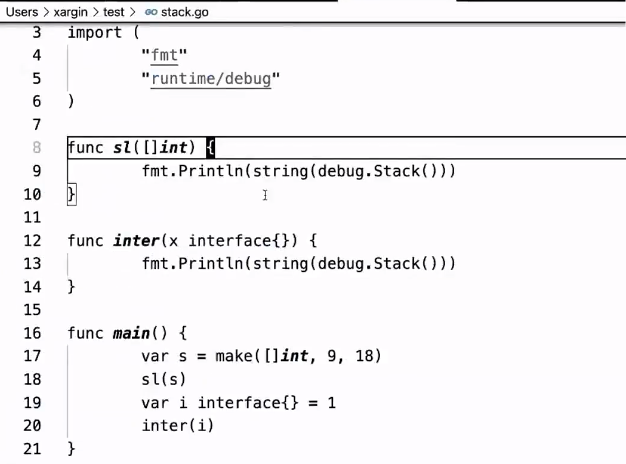 Users > xargin > test > stack.go
3 import (
4 "fmt"
5 "runtime/debug"
6 )
7
8 func sl([]int) {
9 fmt.Println(string(debug.Stack()))
10 }
11
12 func inter(x interface{}) {
13 fmt.Println(string(debug.Stack()))
14 }
15
16 func main() {
17 var s = make([]int, 9, 18)
18 sl(s)
19 var i interface{} = 1
20 inter(i)
21 }